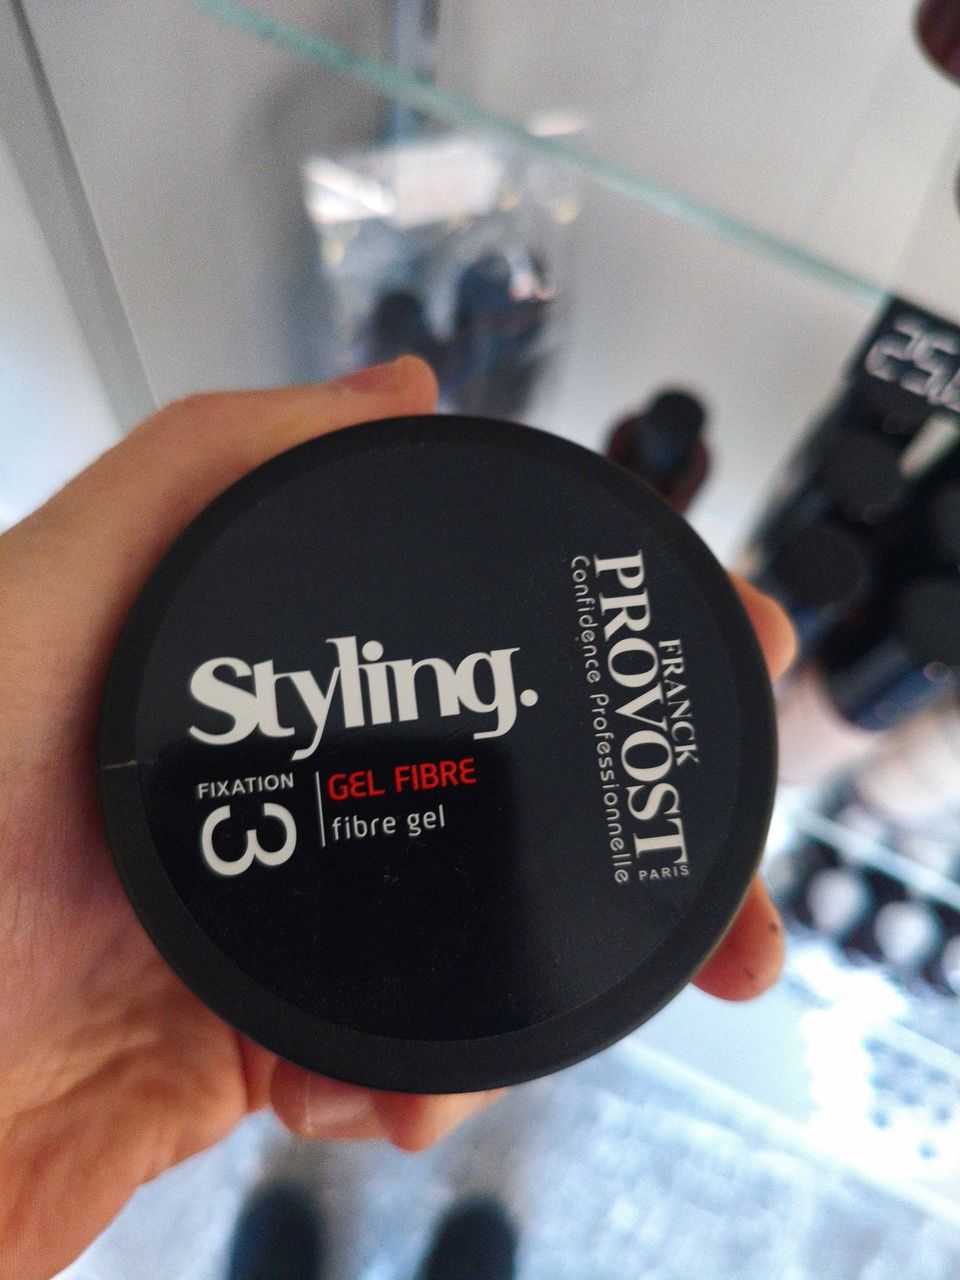 Styling.
FIXATION
3
GEL FIBRE
fibre gel
FRANCK
PROVOST
PARIS
Confidence Professionnelle